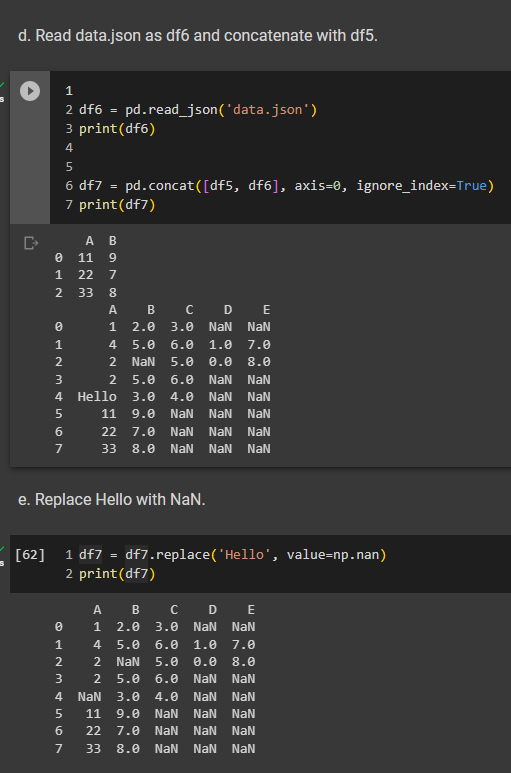 d. Read data.json as df6 and concatenate with df5.
1
2 df6 = pd.read_json('data.json')
3 print(df6)
4
5
6 df7 = pd.concat([df5, df6], axis=0, ignore_index=True)
7 print(df7)
A B
0 11 9
1 22 7
2 33 8
A B C D E
0 1 2.0 3.0 NaN NaN
1 4 5.0 6.0 1.0 7.0
2 2 NaN 5.0 0.0 8.0
3 2 5.0 6.0 NaN NaN
4 Hello 3.0 4.0 NaN NaN
5 11 9.0 NaN NaN NaN
6 22 7.0 NaN NaN NaN
7 33 8.0 NaN NaN NaN
e. Replace Hello with NaN.
[62] 1 df7 = df7.replace('Hello', value=np.nan)
2 print(df7)
A B C D E
0 1 2.0 3.0 NaN NaN
1 4 5.0 6.0 1.0 7.0
2 2 NaN 5.0 0.0 8.0
3 2 5.0 6.0 NaN NaN
4 NaN 3.0 4.0 NaN NaN
5 11 9.0 NaN NaN NaN
6 22 7.0 NaN NaN NaN
7 33 8.0 NaN NaN NaN